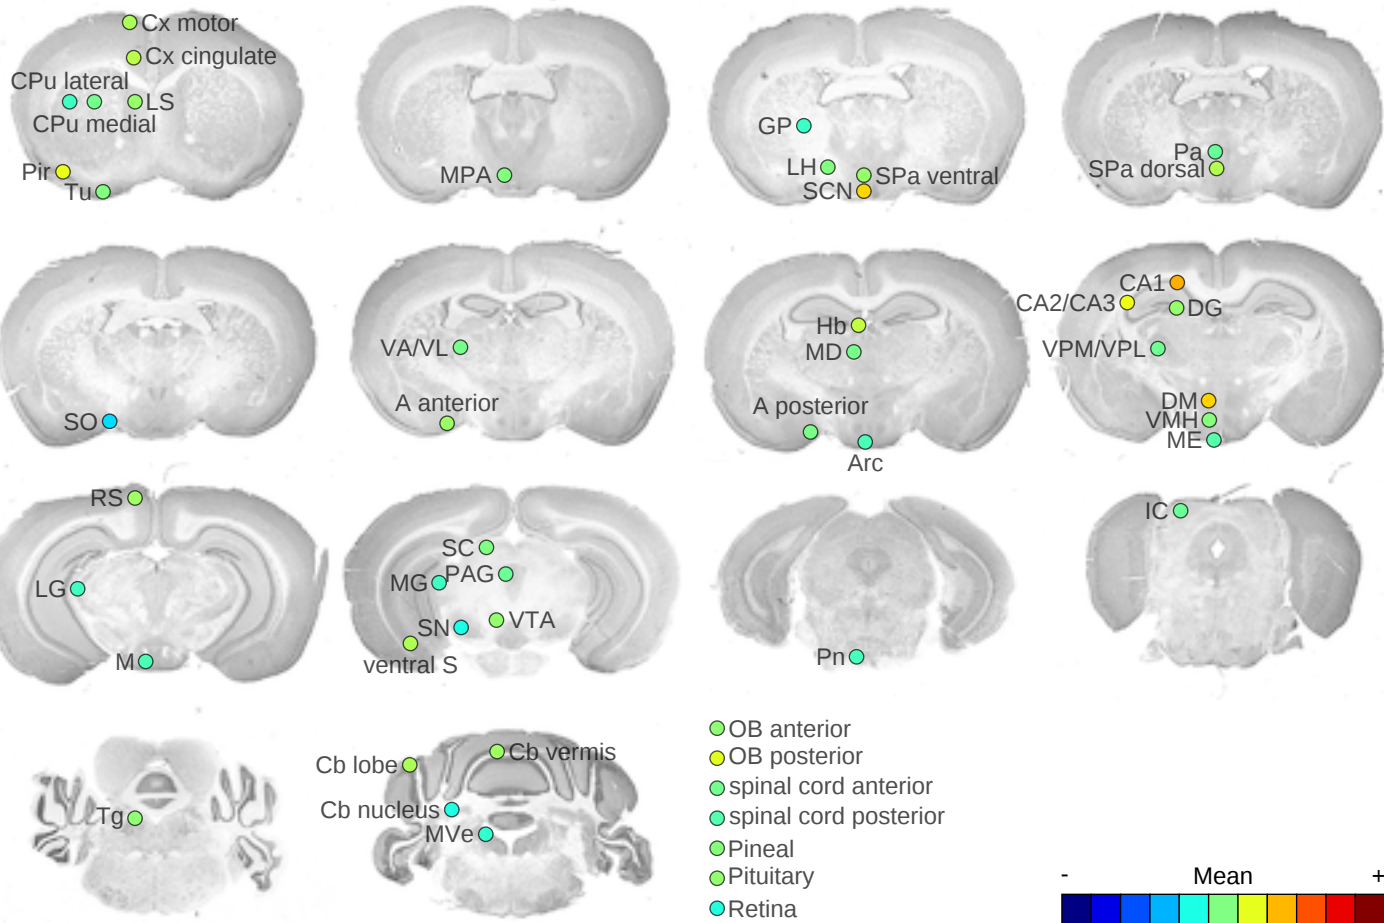 Cx motor
Cx cingulate
CPu lateral
LS
CPu medial
Pir
Tu
MPA
GP
LH
SPa ventral
SCN
Pa
SPa dorsal
SO
VA/VL
A anterior
Hb
MD
A posterior
Arc
CA1
CA2/CA3
DG
VPM/VPL
DM
VMH
ME
RS
LG
M
SC
MG
PAG
SN
VTA
ventral S
Pn
IC
Tg
Cb lobe
Cb vermis
Cb nucleus
MVe
OB anterior
OB posterior
spinal cord anterior
spinal cord posterior
Pineal
Pituitary
Retina
- Mean +